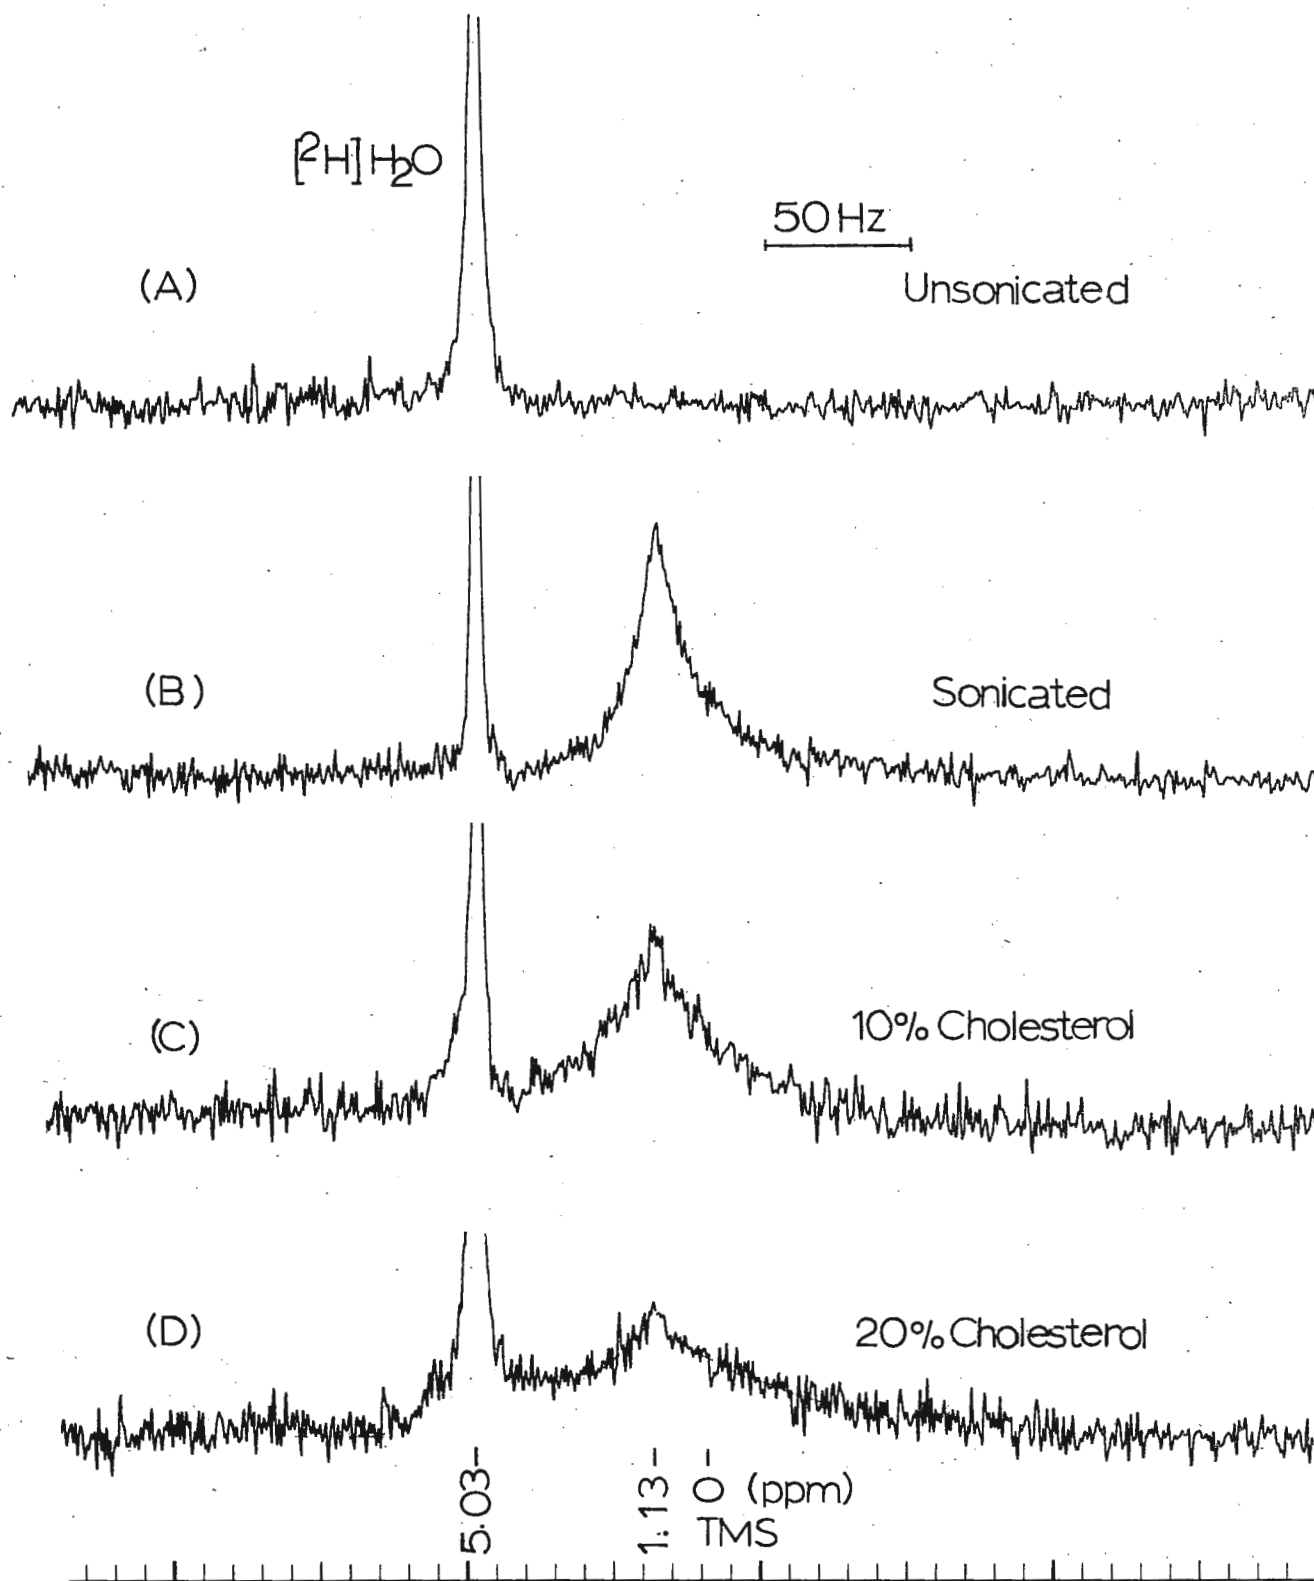 [²H]H₂O
50 Hz
(A)
Unsonicated
(B)
Sonicated
(C)
10% Cholesterol
(D)
20% Cholesterol
5.03
1.13
0 (ppm)
TMS